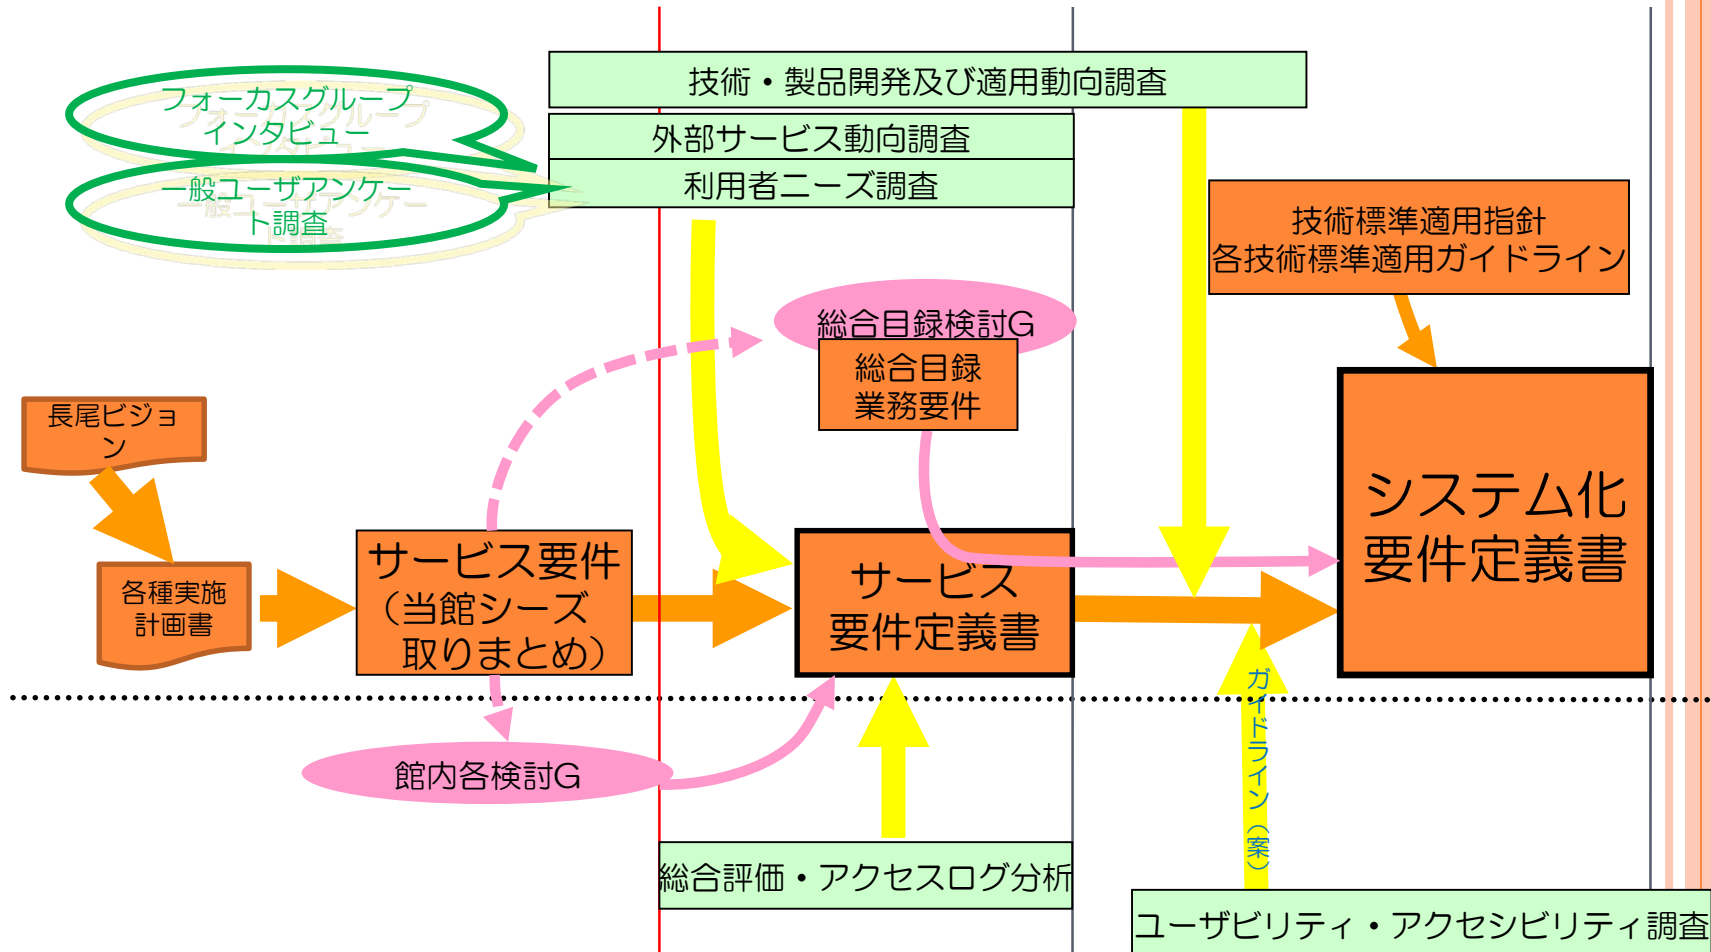 技術・製品開発及び適用動向調査
フォーカスグループ
インタビュー
外部サービス動向調査
利用者ニーズ調査
一般ユーザアンケー
ト調査
技術標準適用指針
各技術標準適用ガイドライン
総合目録検討G
総合目録
業務要件
長尾ビジョ
ン
各種実施
計画書
サービス要件
（当館シーズ
取りまとめ）
サービス
要件定義書
システム化
要件定義書
館内各検討G
ガイドライン（案）
総合評価・アクセスログ分析
ユーザビリティ・アクセシビリティ調査